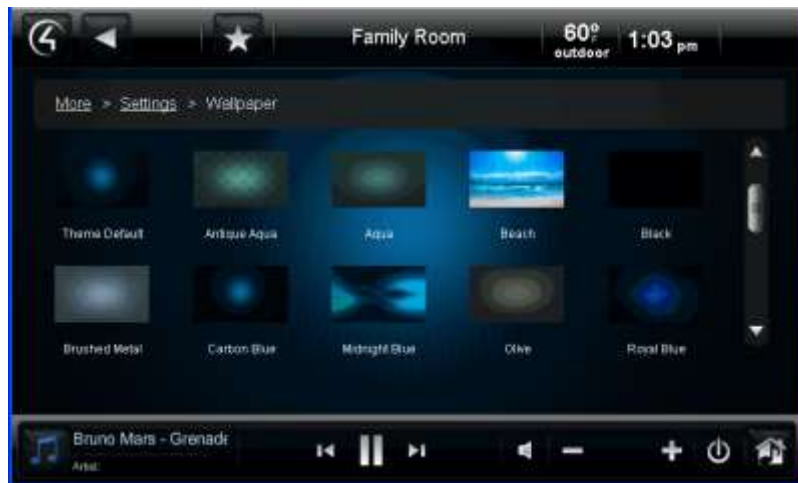 Family Room
60°F
outdoor
1:03 pm
More » Settings » Wallpaper
Theme Default
Antique Aqua
Aqua
Beach
Black
Brushed Metal
Carbon Blue
Midnight Blue
Olive
Royal Blue
Bruno Mars - Grenade
Artist: